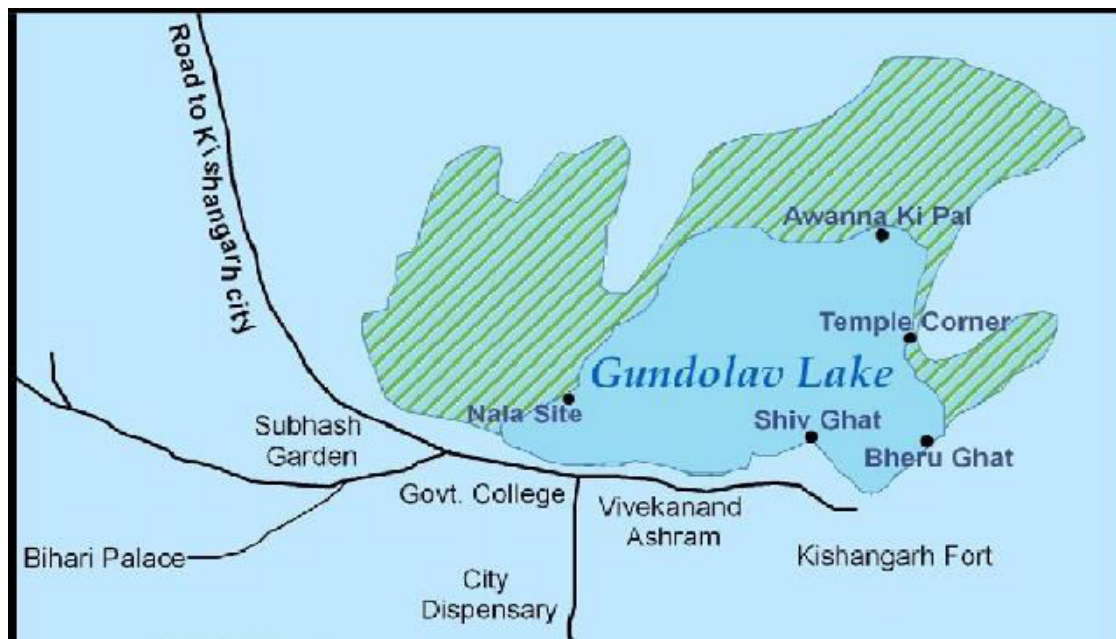 Road to Kishangarh city
Awanna Ki Pal
Temple Corner
Gundolav Lake
Nala Site
Shiv Ghat
Bheru Ghat
Subhash
Garden
Govt. College
Vivekanand
Ashram
Bihari Palace
Kishangarh Fort
City
Dispensary